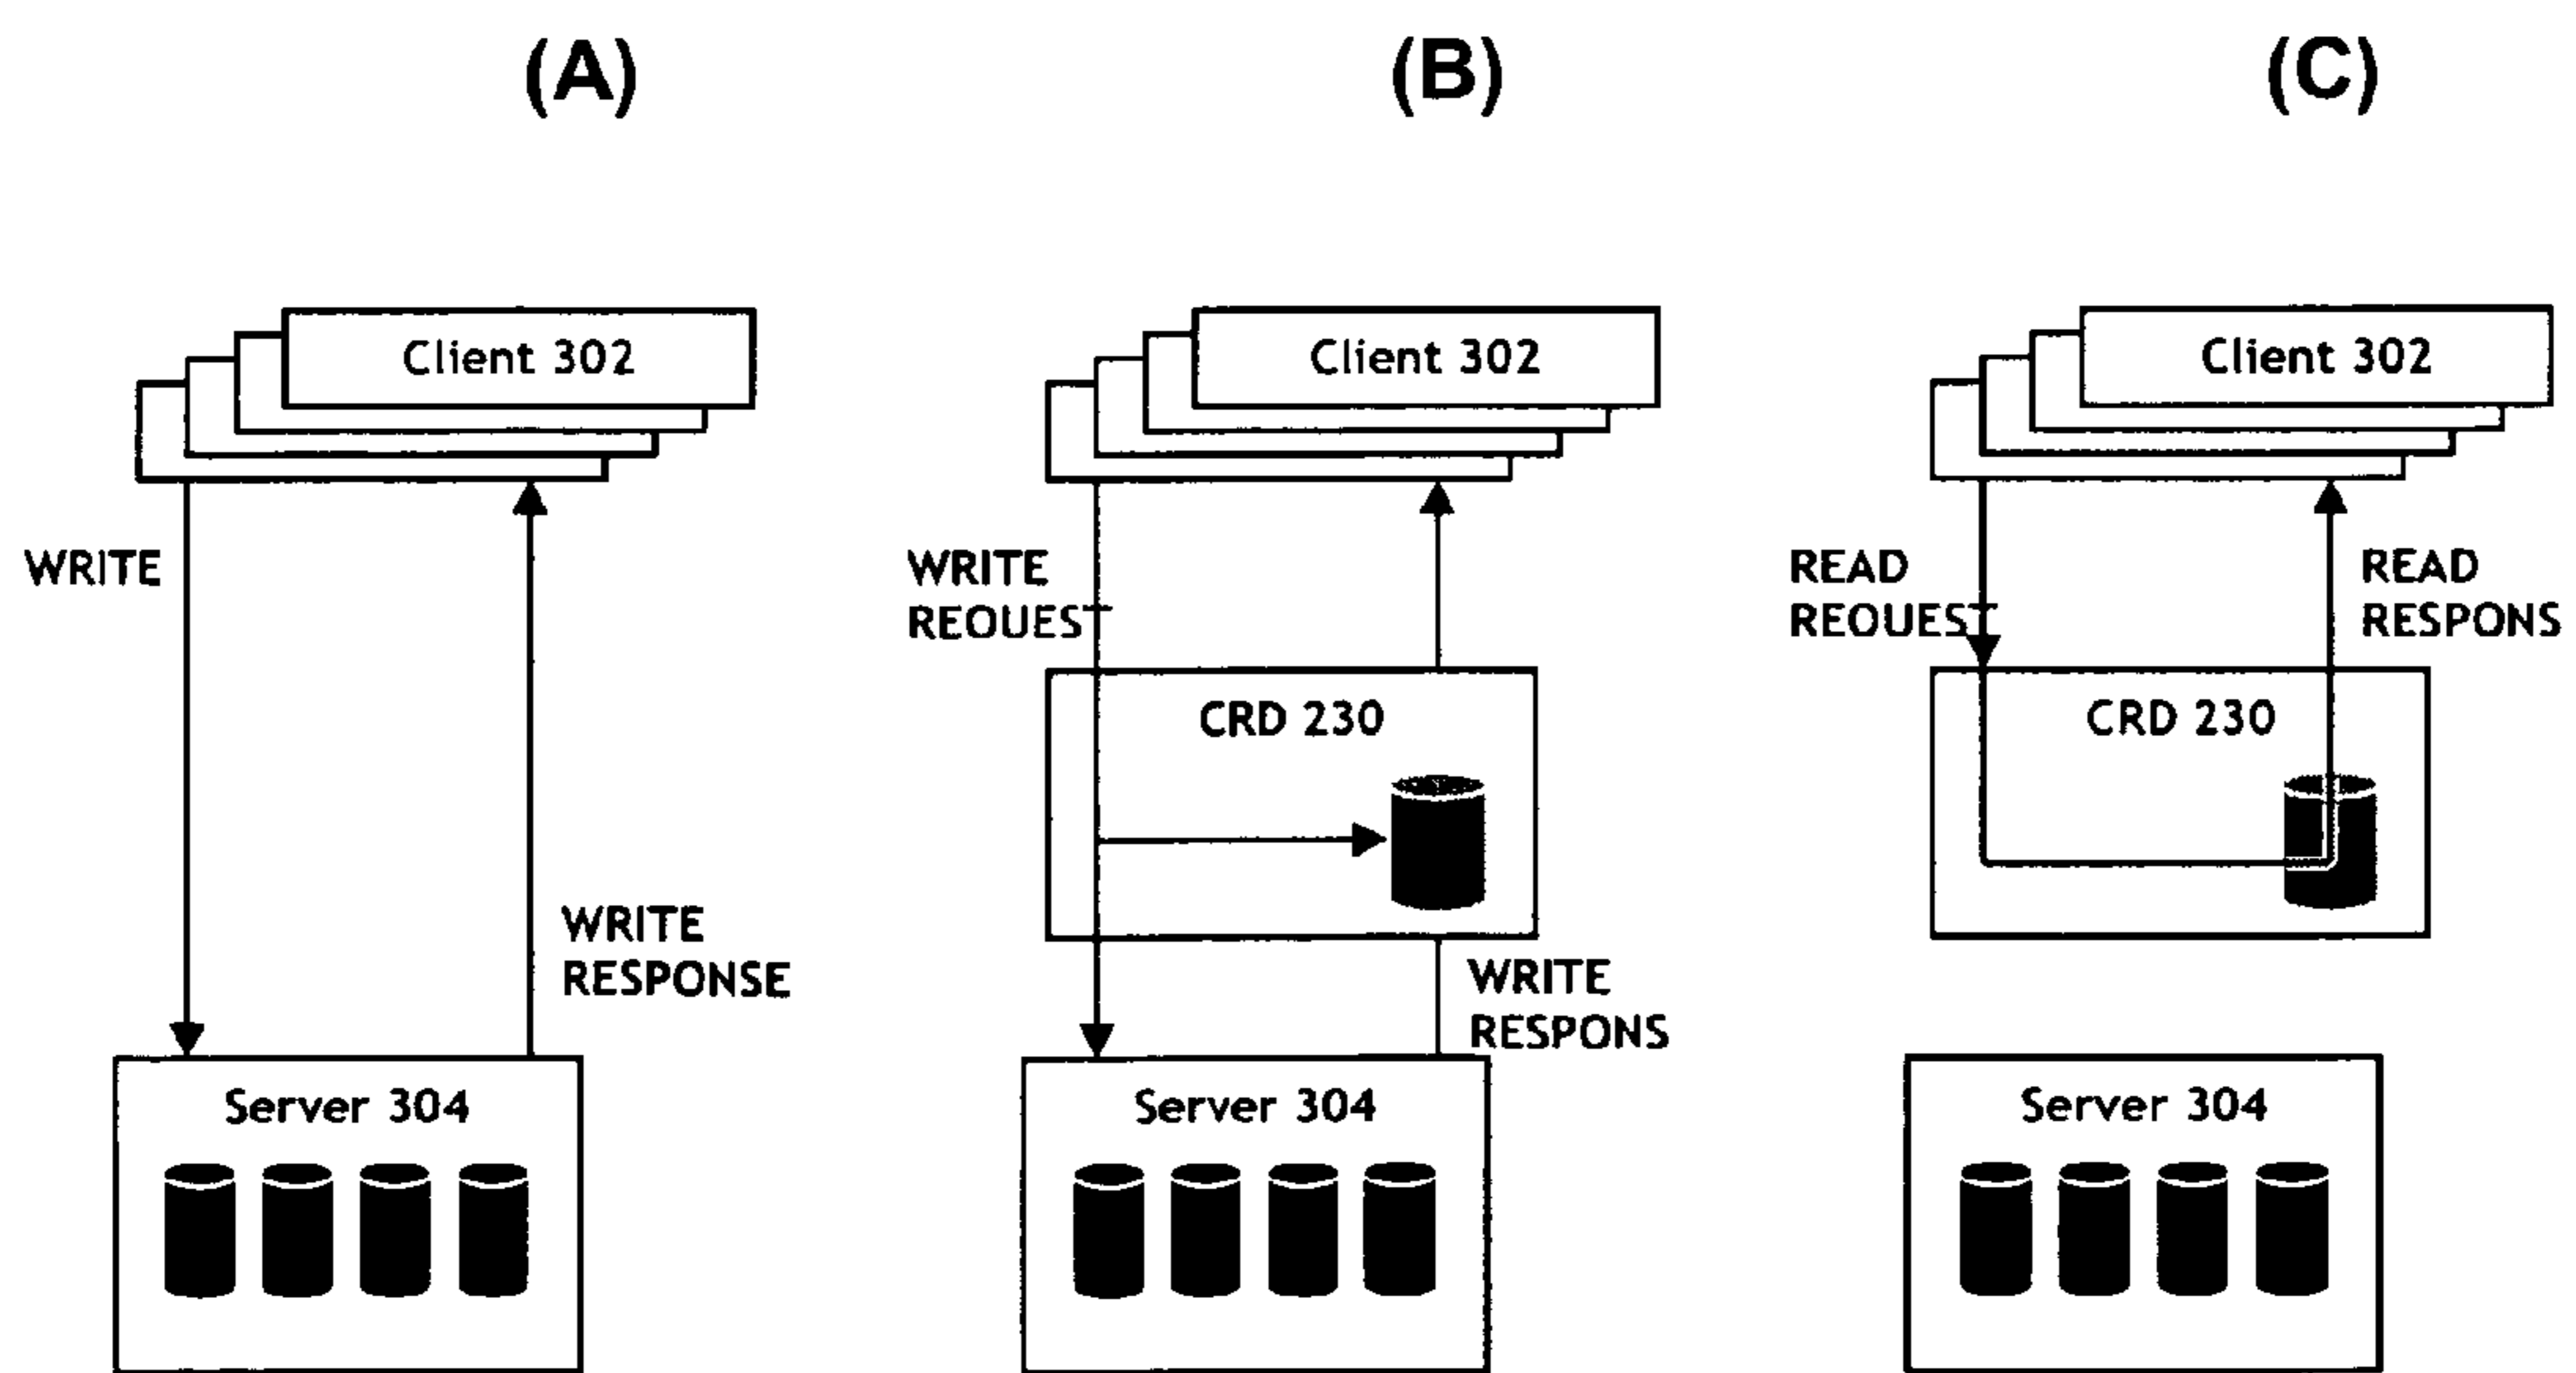 (A)
Client 302
WRITE
WRITE
RESPONSE
Server 304
(B)
Client 302
WRITE
REOUEST
CRD 230
WRITE
RESPONS
Server 304
(C)
Client 302
READ
REOUEST
READ
RESPONS
CRD 230
Server 304